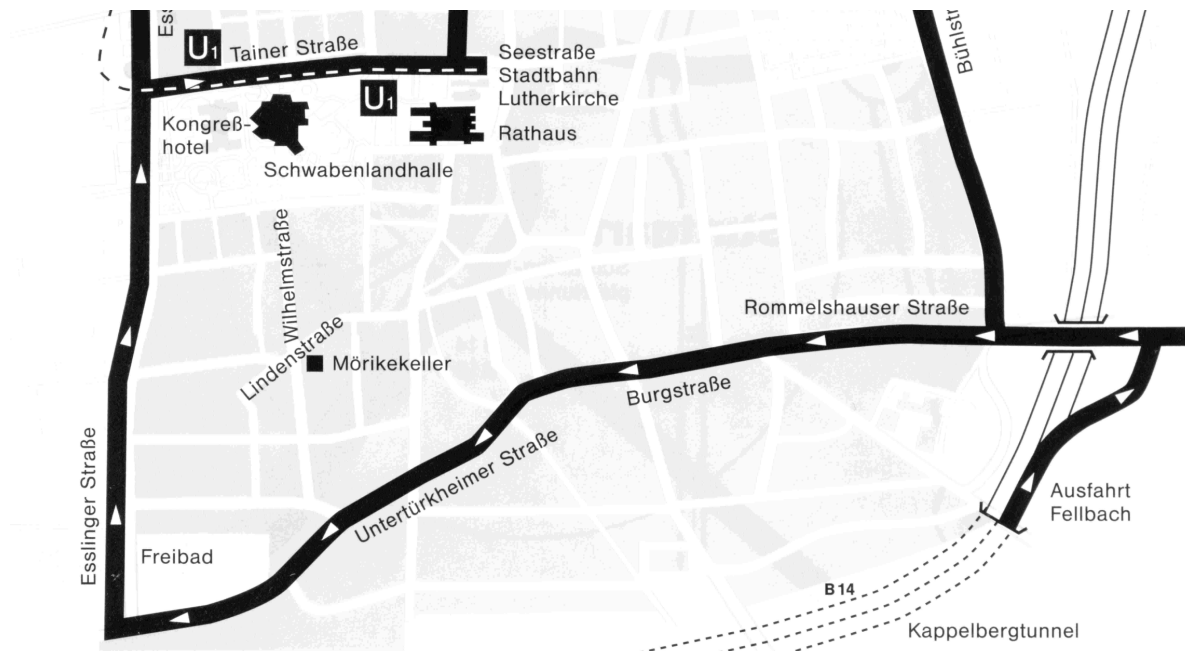 Tainer Straße
U1
U1
Seestraße
Stadtbahn
Lutherkirche
Rathaus
Kongreß-
hotel
Schwabenlandhalle
Wilhelmstraße
Lindenstraße
Mörikekeller
Rommelshauser Straße
Burgstraße
Untertürkheimer Straße
Esslinger Straße
Freibad
Ausfahrt
Fellbach
B 14
Kappelbergtunnel